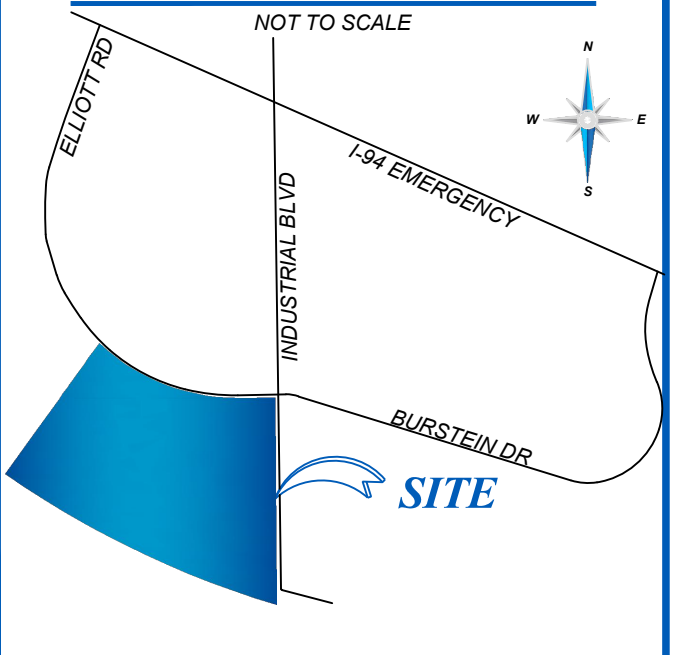 NOT TO SCALE
N
ELLIOTT RD
W
E
I-94 EMERGENCY
S
INDUSTRIAL BLVD
BURSTEIN DR
SITE